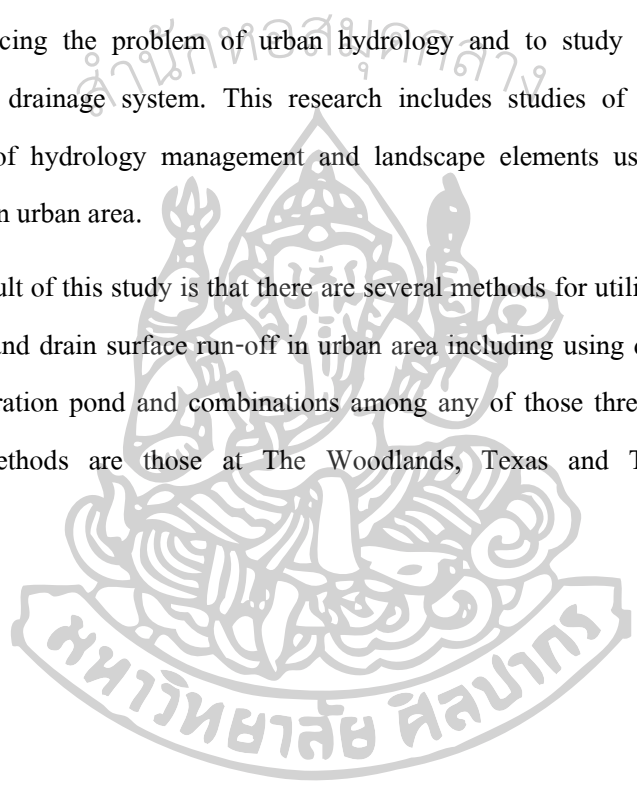 cing the problem of urban hydrology and to study
สำนักหอสมุดกลาง
drainage system. This research includes studies of
of hydrology management and landscape elements us
n urban area.
ult of this study is that there are several methods for utili
and drain surface run-off in urban area including using
ration pond and combinations among any of those thre
ethods are those at The Woodlands, Texas and T
มหาวิทยาลัย ศิลปากร